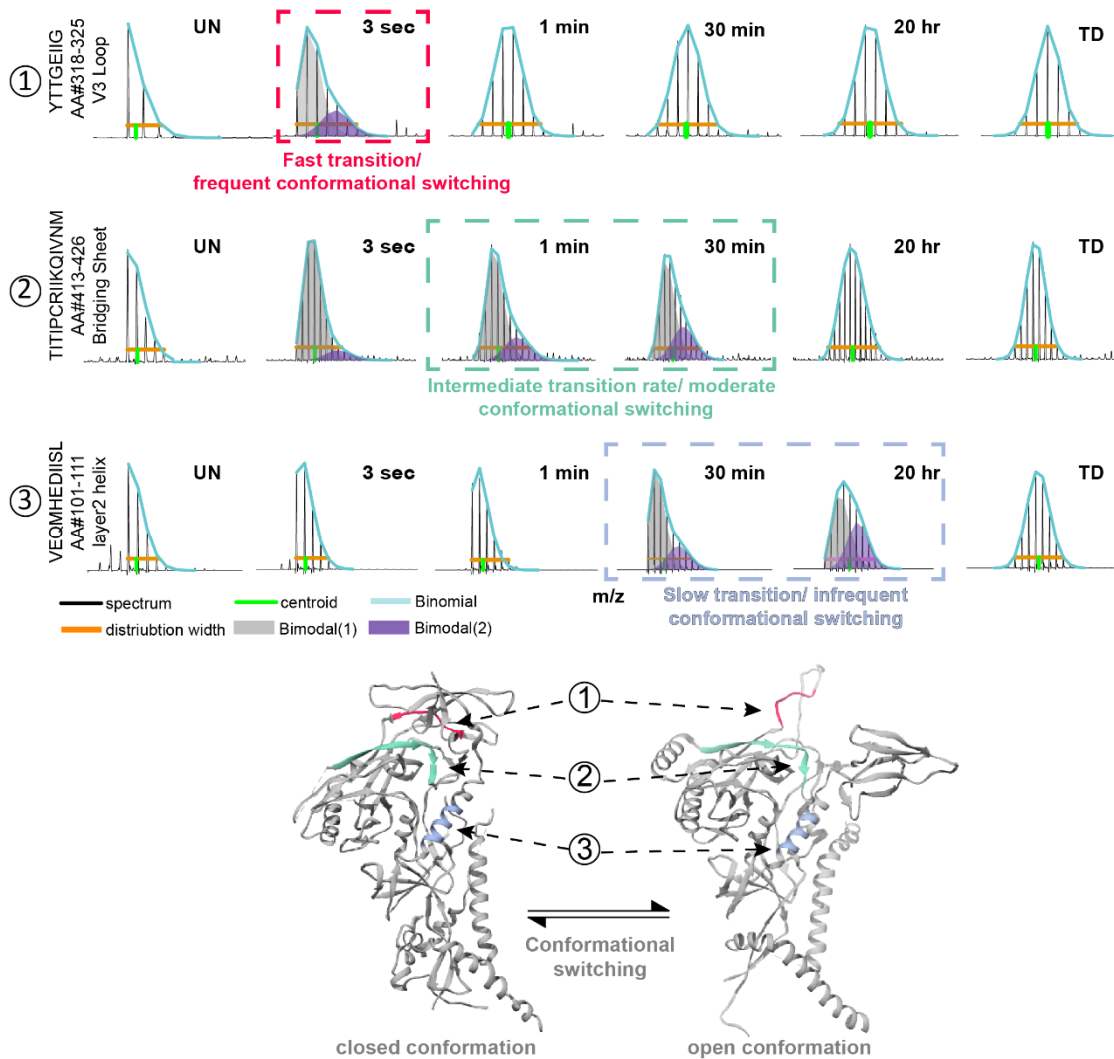 UN
3 sec
1 min
30 min
20 hr
TD
①
YTTGEIIG
AA#318-325
V3 Loop
Fast transition/
frequent conformational switching
UN
3 sec
1 min
30 min
20 hr
TD
②
TITIPCRIIKQIVNM
AA#413-426
Bridging Sheet
Intermediate transition rate/ moderate
conformational switching
UN
3 sec
1 min
30 min
20 hr
TD
③
VEQMHEDIISL
AA#101-111
layer2 helix
m/z
Slow transition/ infrequent
conformational switching
spectrum
centroid
Binomial
distriubtion width
Bimodal(1)
Bimodal(2)
①
②
③
Conformational
switching
closed conformation
open conformation